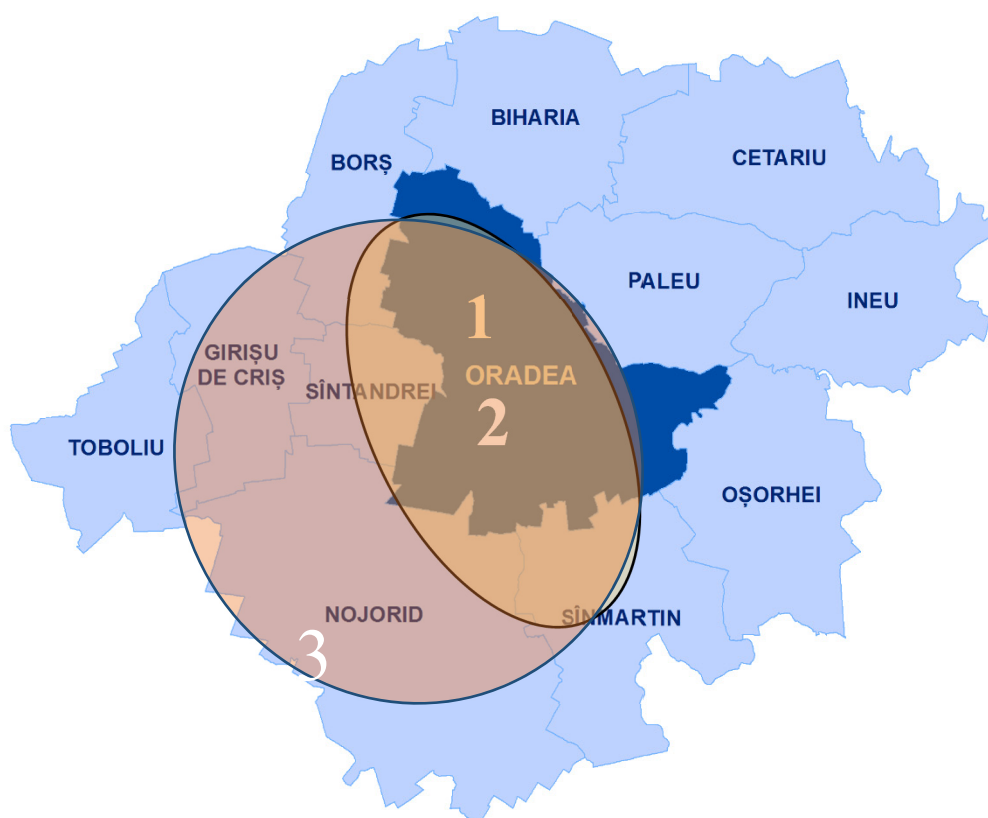 BIHARIA
CETARIU
BORȘ
PALEU
INEU
1
GIRIȘU
DE CRIȘ
SÎNTANDREI
ORADEA
2
TOBOLIU
OȘORHEI
NOJORID
SÎNMARTIN
3